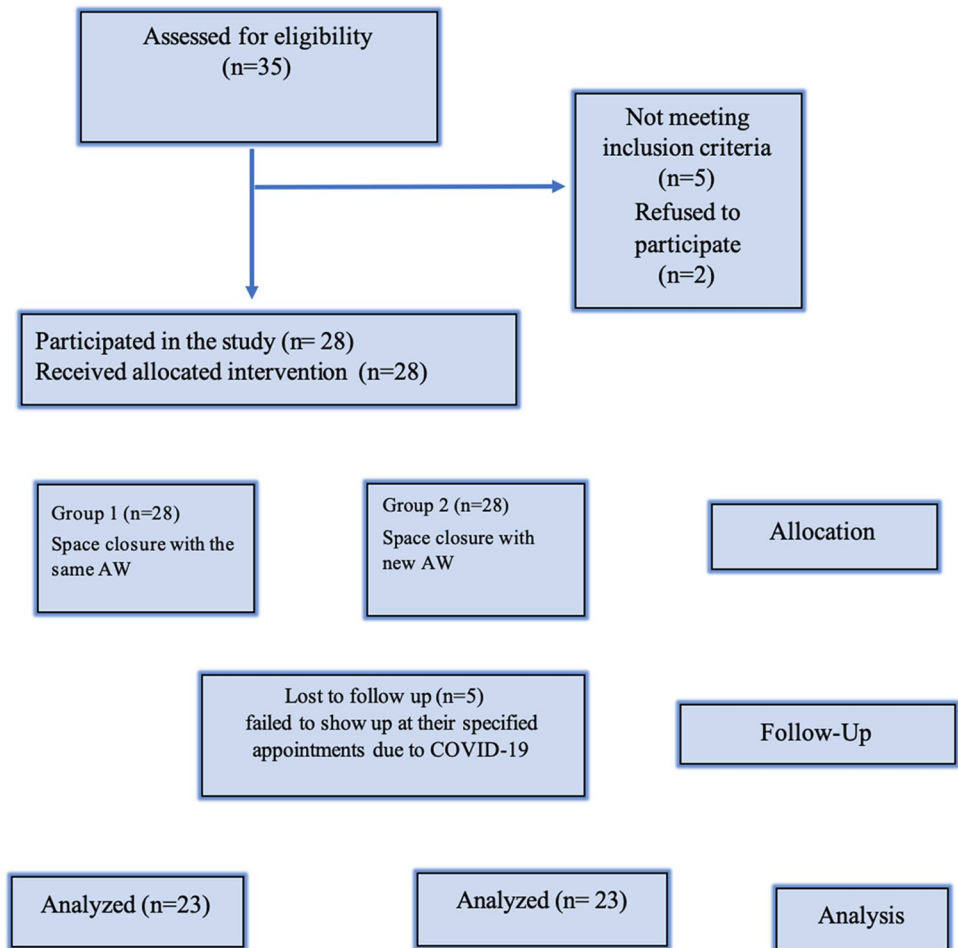 Assessed for eligibility
(n=35)
Not meeting
inclusion criteria
(n=5)
Refused to
participate
(n=2)
Participated in the study (n= 28)
Received allocated intervention (n=28)
Group 1 (n=28)
Space closure with the
same AW
Group 2 (n=28)
Space closure with
new AW
Allocation
Lost to follow up (n=5)
failed to show up at their specified
appointments due to COVID-19
Follow-Up
Analyzed (n=23)
Analyzed (n= 23)
Analysis